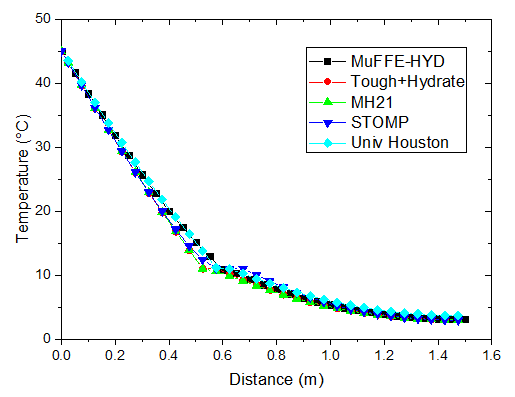 50
40
30
20
10
0
Temperature (°C)
MuFFE-HYD
Tough+Hydrate
MH21
STOMP
Univ Houston
0.0 0.2 0.4 0.6 0.8 1.0 1.2 1.4 1.6
Distance (m)